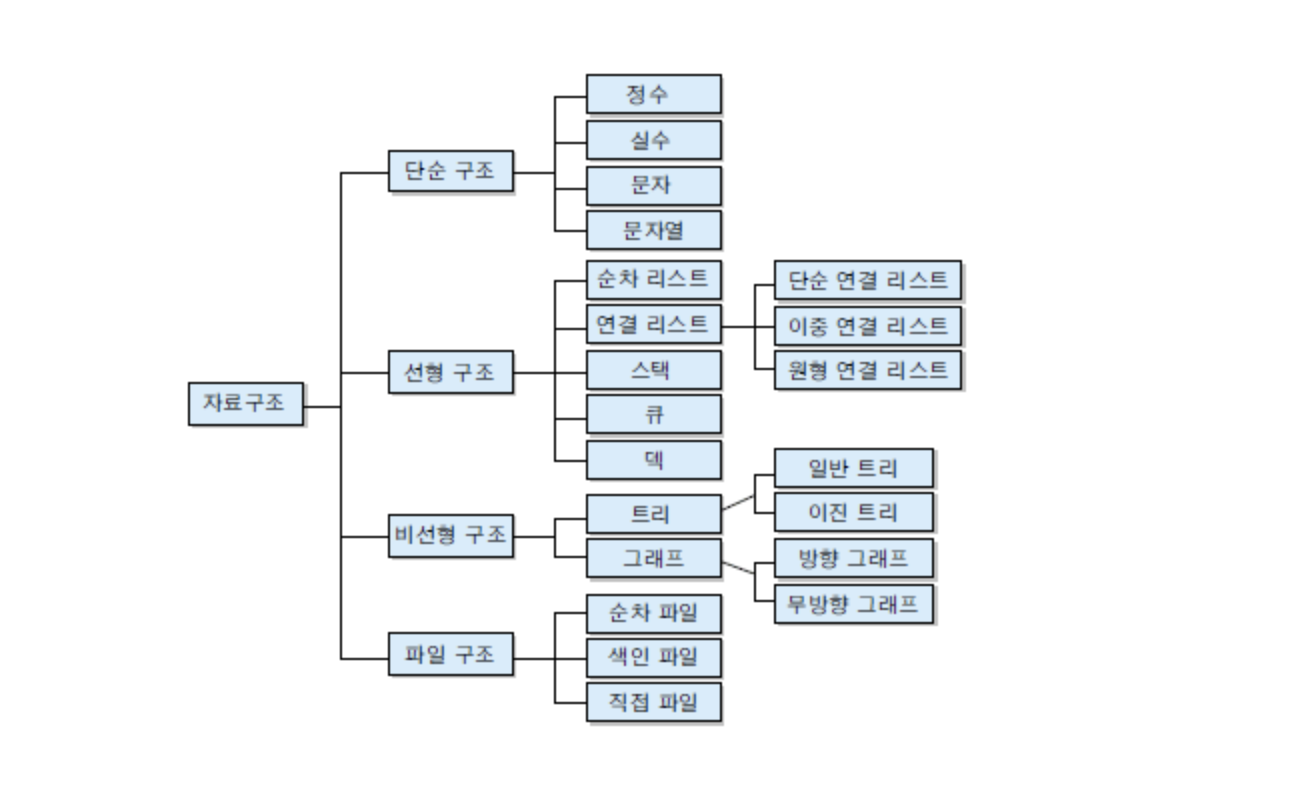 자료구조
단순 구조
정수
실수
문자
문자열
선형 구조
순차 리스트
연결 리스트
단순 연결 리스트
이중 연결 리스트
원형 연결 리스트
스택
큐
덱
비선형 구조
트리
일반 트리
이진 트리
그래프
방향 그래프
무방향 그래프
파일 구조
순차 파일
색인 파일
직접 파일